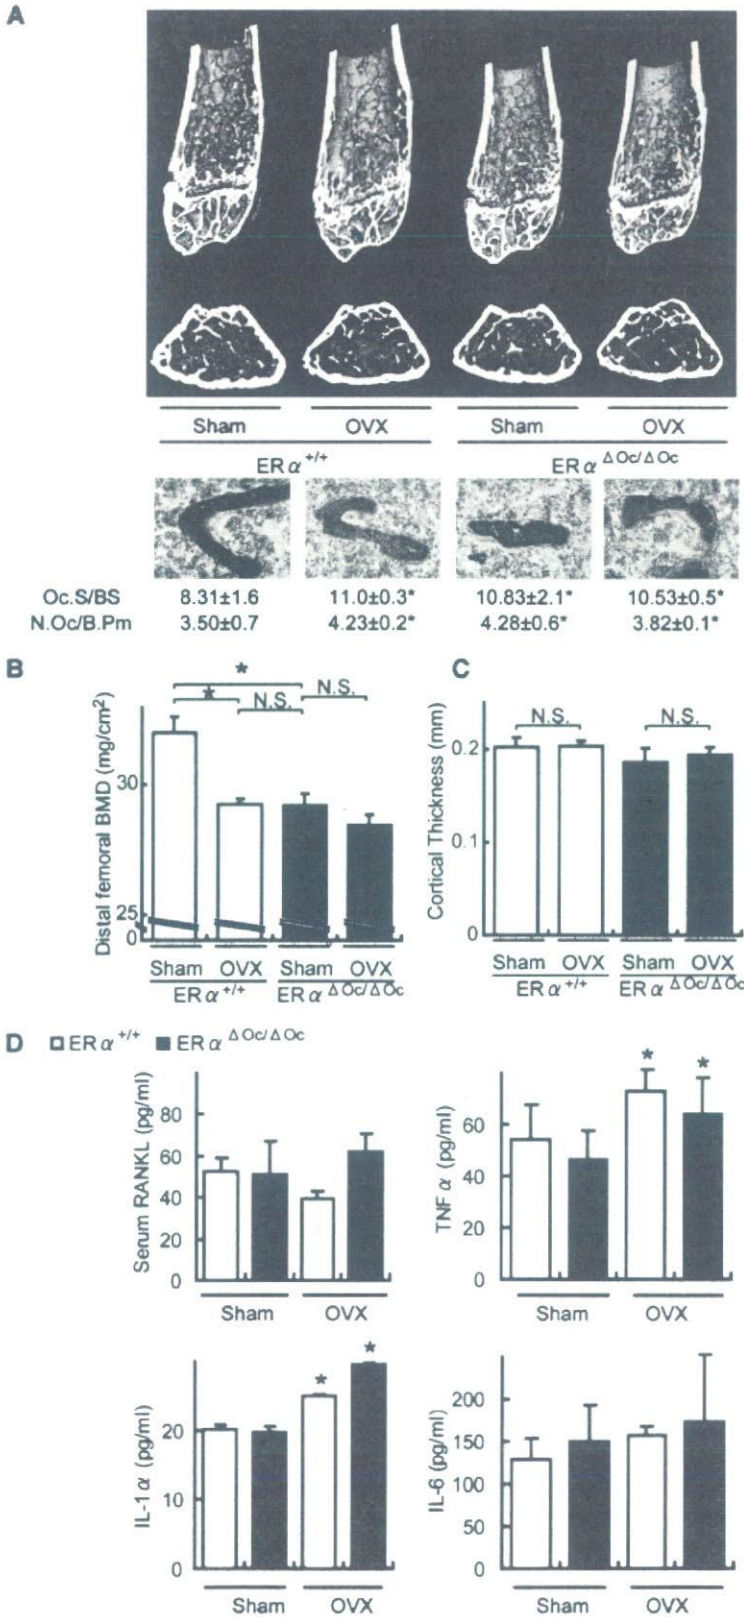 A
Sham OVX Sham OVX
ERα+/+ ERαΔOc/ΔOc
Oc.S/BS 8.31±1.6 11.0±0.3* 10.83±2.1* 10.53±0.5*
N.Oc/B.Pm 3.50±0.7 4.23±0.2* 4.28±0.6* 3.82±0.1*
B
Distal femoral BMD (mg/cm²)
*
* N.S. N.S.
30
25
0
Sham OVX Sham OVX
ERα+/+ ERαΔOc/ΔOc
C
Cortical Thickness (mm)
N.S. N.S.
0.2
0.1
0
Sham OVX Sham OVX
ERα+/+ ERαΔOc/ΔOc
D □ ERα+/+ ■ ERαΔOc/ΔOc
Serum RANKL (pg/ml)
80
60
40
20
0
Sham OVX
TNFα (pg/ml)
* *
60
40
20
0
Sham OVX
IL-1α (pg/ml)
* *
20
10
0
Sham OVX
IL-6 (pg/ml)
200
150
100
50
0
Sham OVX